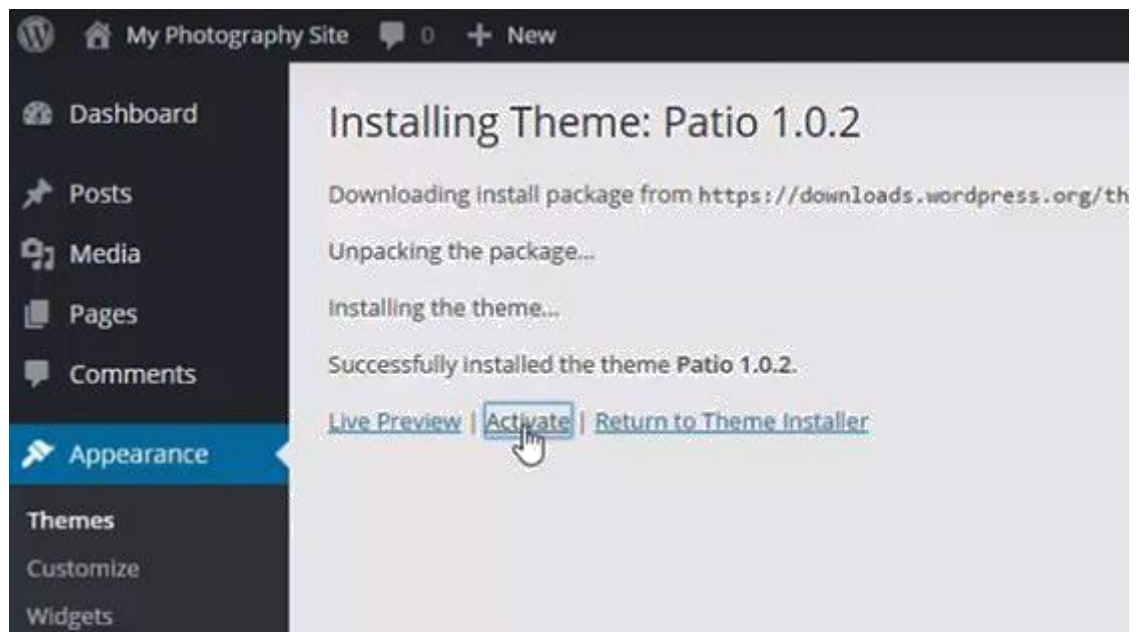 My Photography Site 0 + New
Dashboard
Posts
Media
Pages
Comments
Appearance
Themes
Customize
Widgets
Installing Theme: Patio 1.0.2
Downloading install package from https://downloads.wordpress.org/th
Unpacking the package...
Installing the theme...
Successfully installed the theme Patio 1.0.2.
Live Preview | Activate | Return to Theme Installer